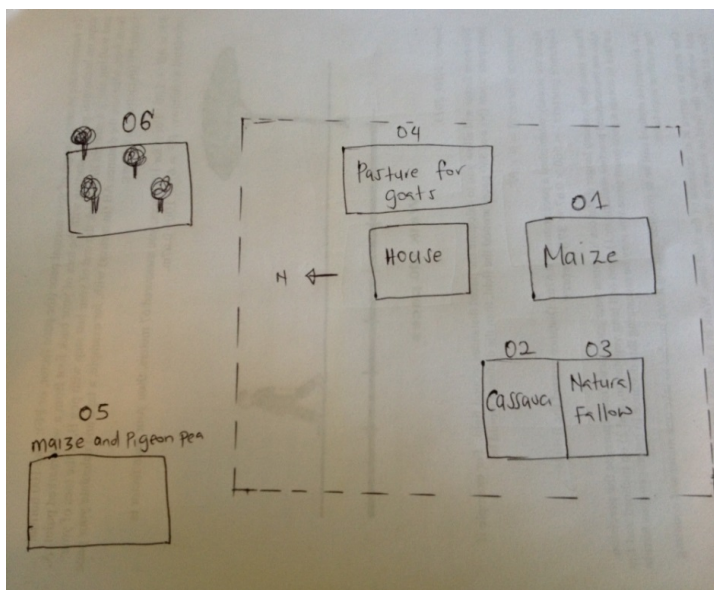 06
04
Pasture for
goats
01
House
Maize
N
02
03
Cassava
Natural
Fallow
05
maize and Pigeon pea